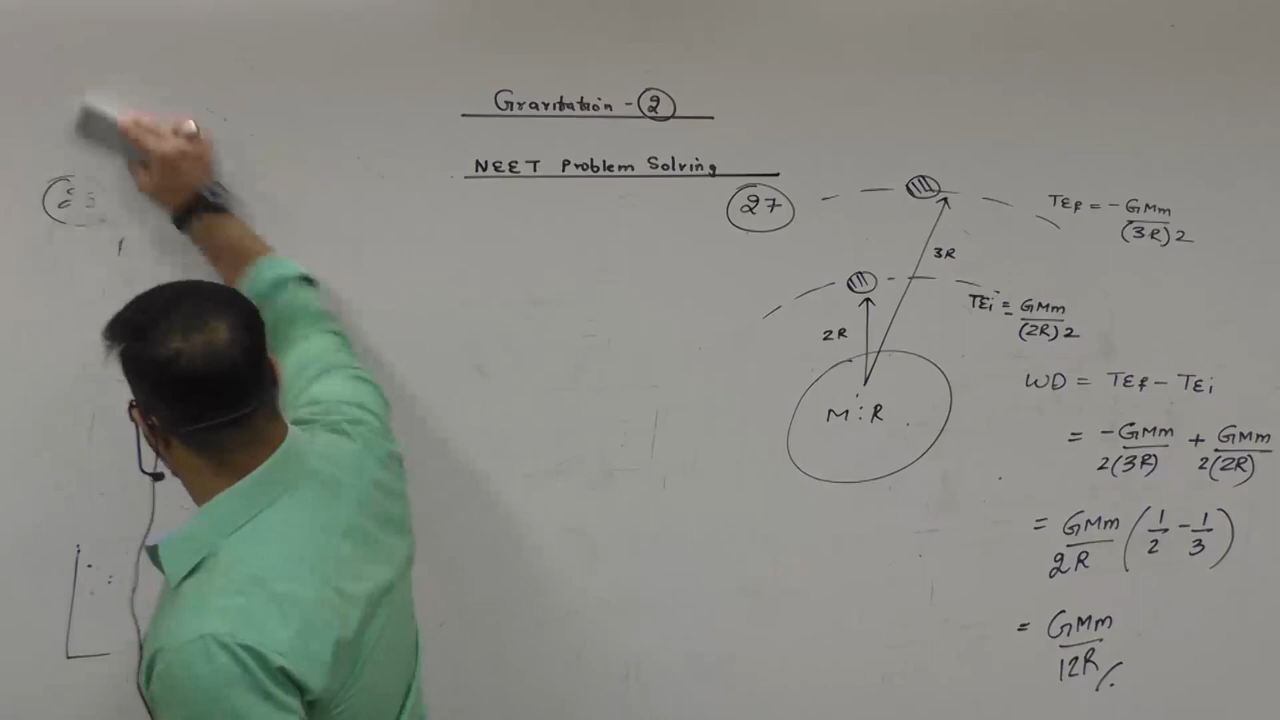 Gravitation - 2
NEET Problem Solving
27
TEf = -GMm/(3R)2
3R
TEi = -GMm/(2R)2
2R
M : R
WD = TEf - TEi
= -GMm/2(3R) + GMm/2(2R)
= GMm/2R (1/2 - 1/3)
= GMm/12R